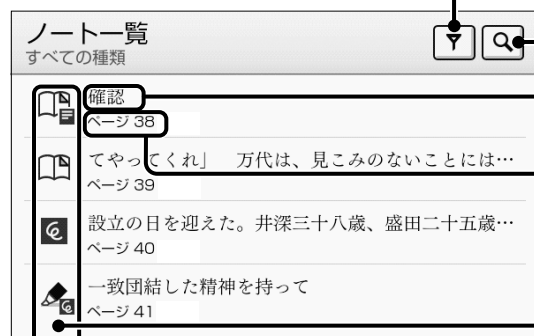 ノート一覧
すべての種類
確認
ページ 38
てやってくれ」　万代は、見こみのないことには…
ページ 39
設立の日を迎えた。井深三十八歳、盛田二十五歳…
ページ 40
一致団結した精神を持って
ページ 41